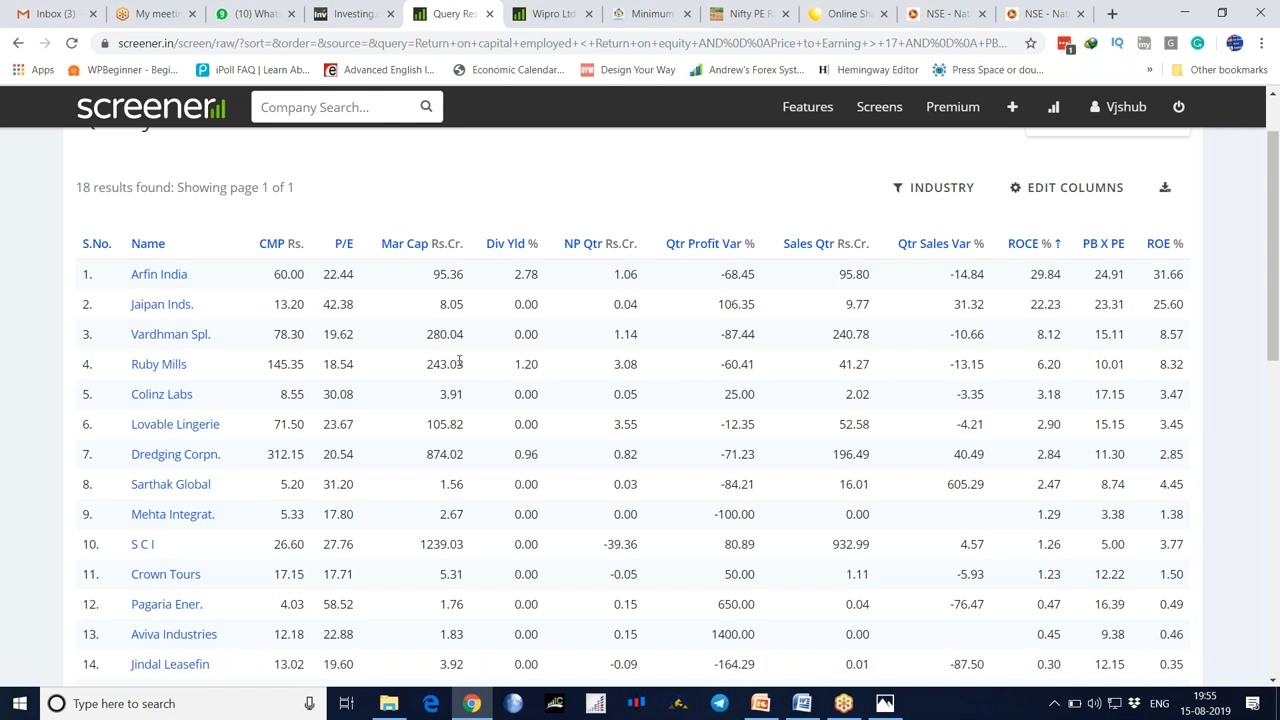 Inbox (3)
My meetin
(10) What
Investing.c
Query Res
Wipro Ltd
Minimum
Nifty PE R
Onsite Sh
NSE - Nati
NSE - Nati
screener.in/screen/raw/?sort=&order=&source=&query=Return+on+capital+employed+<+Return+on+equity+AND%0D%0APrice+to+Earning+>+17+AND%0D%0A+PB...
Apps
WPBeginner - Begi...
iPoll FAQ | Learn Ab...
Advanced English I...
Economic Calendar...
Design Your Way
Andrew's Forex Syst...
Hemingway Editor
Press Space or dou...
» Other bookmarks
screener
Company Search...
Features
Screens
Premium
Vjshub
18 results found: Showing page 1 of 1
INDUSTRY
EDIT COLUMNS
S.No. Name CMP Rs. P/E Mar Cap Rs.Cr. Div Yld % NP Qtr Rs.Cr. Qtr Profit Var % Sales Qtr Rs.Cr. Qtr Sales Var % ROCE % ↑ PB X PE ROE %
1. Arfin India 60.00 22.44 95.36 2.78 1.06 -68.45 95.80 -14.84 29.84 24.91 31.66
2. Jaipan Inds. 13.20 42.38 8.05 0.00 0.04 106.35 9.77 31.32 22.23 23.31 25.60
3. Vardhman Spl. 78.30 19.62 280.04 0.00 1.14 -87.44 240.78 -10.66 8.12 15.11 8.57
4. Ruby Mills 145.35 18.54 243.03 1.20 3.08 -60.41 41.27 -13.15 6.20 10.01 8.32
5. Colinz Labs 8.55 30.08 3.91 0.00 0.05 25.00 2.02 -3.35 3.18 17.15 3.47
6. Lovable Lingerie 71.50 23.67 105.82 0.00 3.55 -12.35 52.58 -4.21 2.90 15.15 3.45
7. Dredging Corpn. 312.15 20.54 874.02 0.96 0.82 -71.23 196.49 40.49 2.84 11.30 2.85
8. Sarthak Global 5.20 31.20 1.56 0.00 0.03 -84.21 16.01 605.29 2.47 8.74 4.45
9. Mehta Integrat. 5.33 17.80 2.67 0.00 0.00 -100.00 0.00 1.29 3.38 1.38
10. S C I 26.60 27.76 1239.03 0.00 -39.36 80.89 932.99 4.57 1.26 5.00 3.77
11. Crown Tours 17.15 17.71 5.31 0.00 -0.05 50.00 1.11 -5.93 1.23 12.22 1.50
12. Pagaria Ener. 4.03 58.52 1.76 0.00 0.15 650.00 0.04 -76.47 0.47 16.39 0.49
13. Aviva Industries 12.18 22.88 1.83 0.00 0.15 1400.00 0.00 0.45 9.38 0.46
14. Jindal Leasefin 13.02 19.60 3.92 0.00 -0.09 -164.29 0.01 -87.50 0.30 12.15 0.35
Type here to search
ENG
19:55
15-08-2019